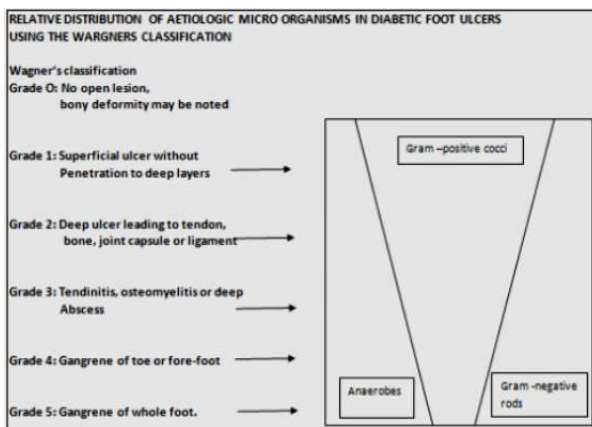 RELATIVE DISTRIBUTION OF AETIOLOGIC MICRO ORGANISMS IN DIABETIC FOOT ULCERS
USING THE WARGNERS CLASSIFICATION
Wagner's classification
Grade O: No open lesion,
bony deformity may be noted
Grade 1: Superficial ulcer without
Penetration to deep layers
Grade 2: Deep ulcer leading to tendon,
bone, joint capsule or ligament
Grade 3: Tendinitis, osteomyelitis or deep
Abscess
Grade 4: Gangrene of toe or fore-foot
Grade 5: Gangrene of whole foot.
Gram –positive cocci
Anaerobes
Gram -negative
rods